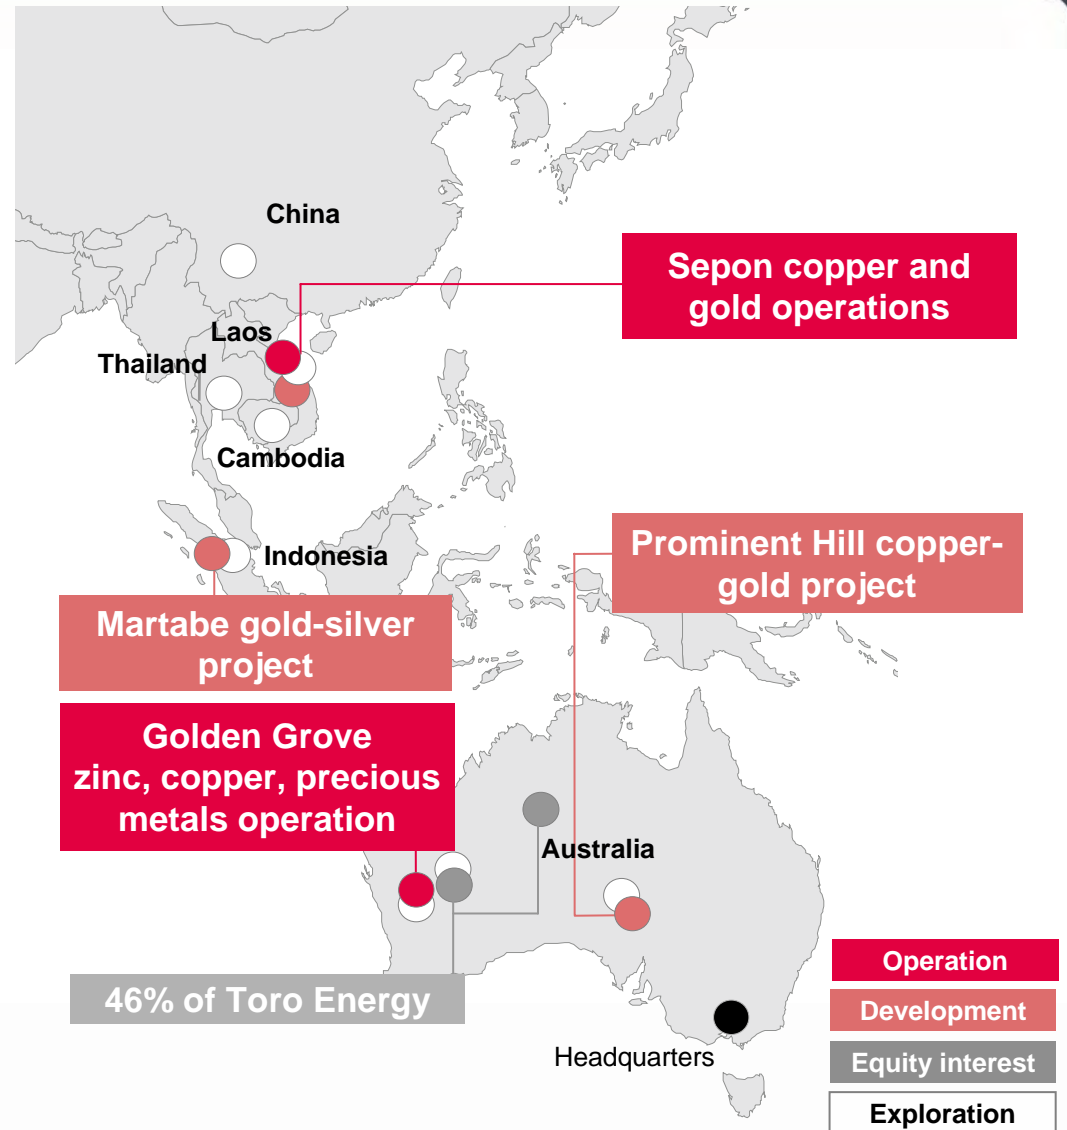 China
Sepon copper and
gold operations
Laos
Thailand
Cambodia
Indonesia
Prominent Hill copper-
gold project
Martabe gold-silver
project
Golden Grove
zinc, copper, precious
metals operation
Australia
46% of Toro Energy
Headquarters
Operation
Development
Equity interest
Exploration